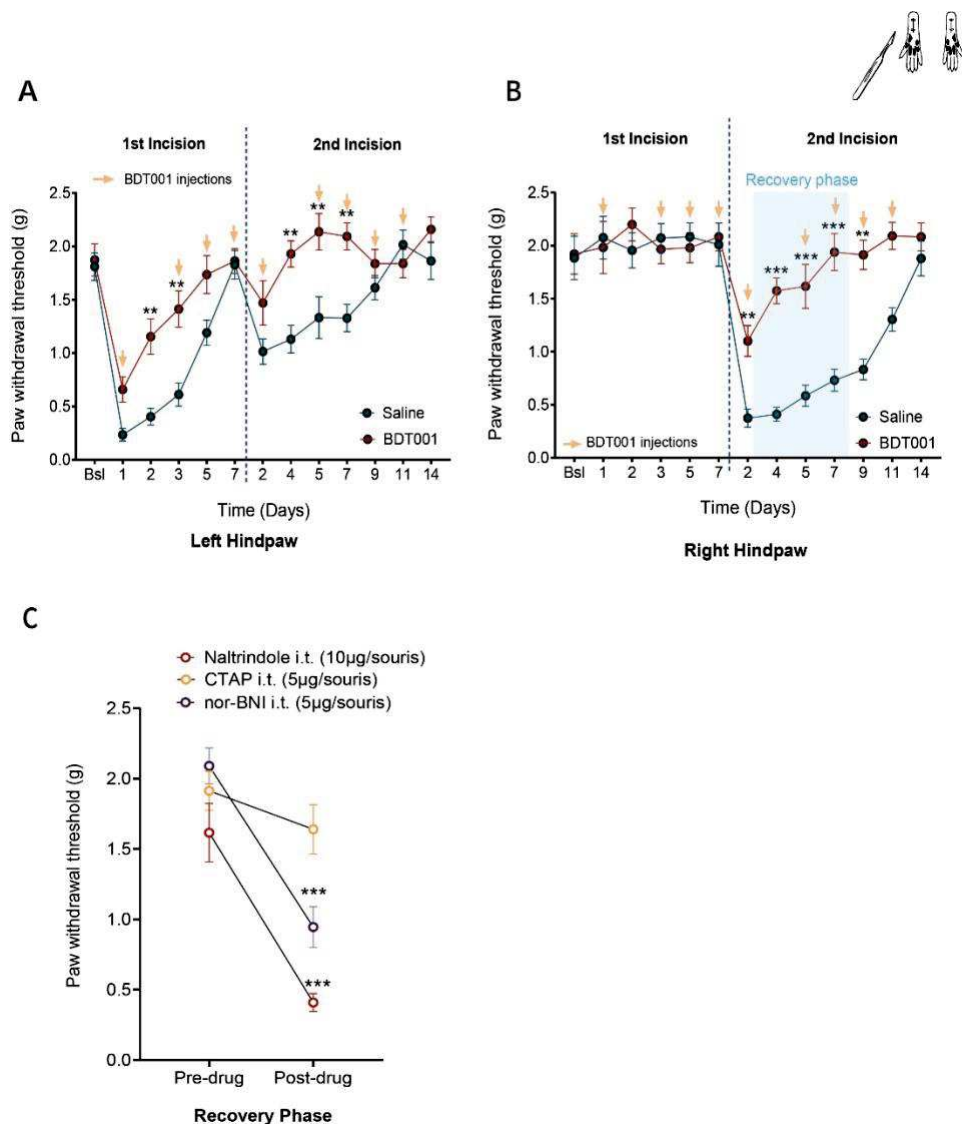 A
1st Incision
2nd Incision
BDT001 injections
Paw withdrawal threshold (g)
2.5
2.0
1.5
1.0
0.5
0.0
** ** ** ** **
Saline
BDT001
Bsl 1 2 3 5 7 2 4 5 7 9 11 14
Time (Days)
Left Hindpaw
B
1st Incision
2nd Incision
Recovery phase
Paw withdrawal threshold (g)
2.5
2.0
1.5
1.0
0.5
0.0
** *** *** *** **
Saline
BDT001
BDT001 injections
Bsl 1 2 3 5 7 2 4 5 7 9 11 14
Time (Days)
Right Hindpaw
C
Naltrindole i.t. (10µg/souris)
CTAP i.t. (5µg/souris)
nor-BNI i.t. (5µg/souris)
Paw withdrawal threshold (g)
2.5
2.0
1.5
1.0
0.5
0.0
***
***
Pre-drug Post-drug
Recovery Phase